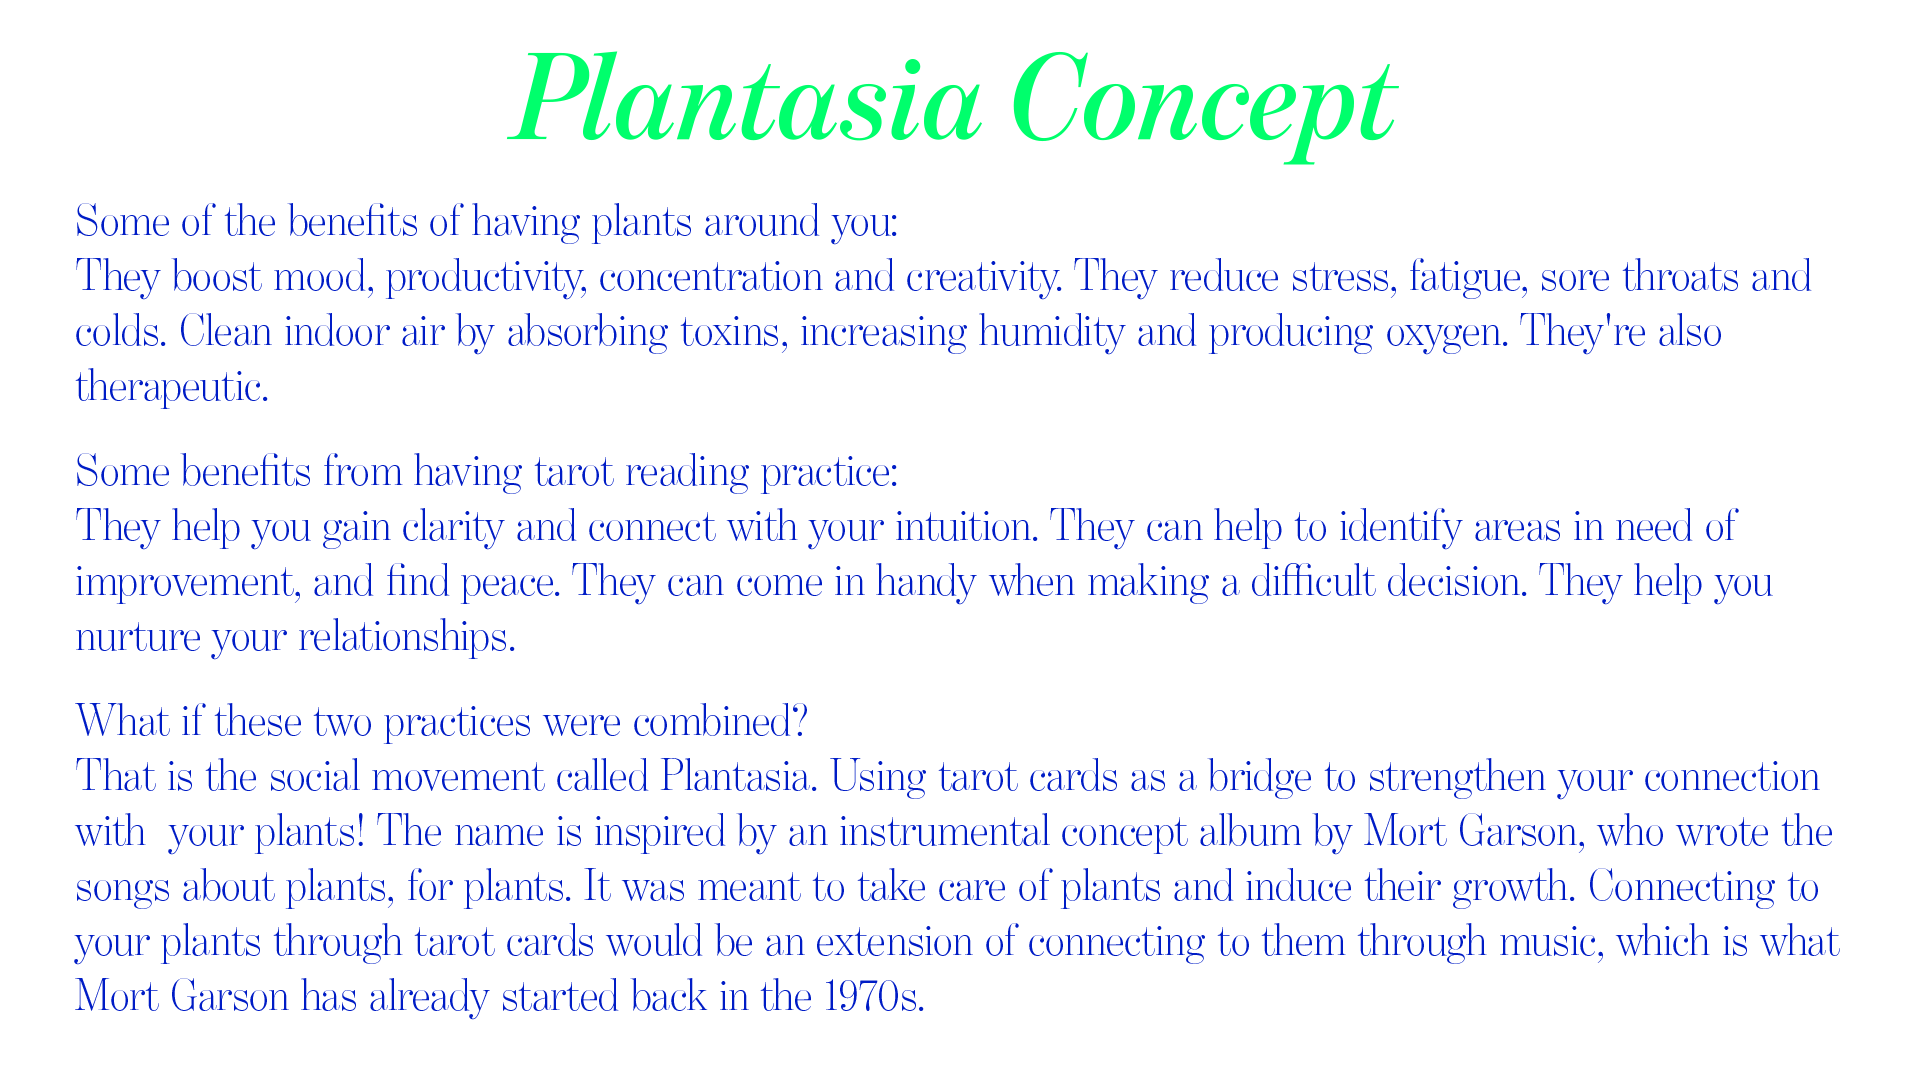 Plantasia Concept
Some of the benefits of having plants around you:
They boost mood, productivity, concentration and creativity. They reduce stress, fatigue, sore throats and
colds. Clean indoor air by absorbing toxins, increasing humidity and producing oxygen. They're also
therapeutic.
Some benefits from having tarot reading practice:
They help you gain clarity and connect with your intuition. They can help to identify areas in need of
improvement, and find peace. They can come in handy when making a difficult decision. They help you
nurture your relationships.
What if these two practices were combined?
That is the social movement called Plantasia. Using tarot cards as a bridge to strengthen your connection
with  your plants! The name is inspired by an instrumental concept album by Mort Garson, who wrote the
songs about plants, for plants. It was meant to take care of plants and induce their growth. Connecting to
your plants through tarot cards would be an extension of connecting to them through music, which is what
Mort Garson has already started back in the 1970s.